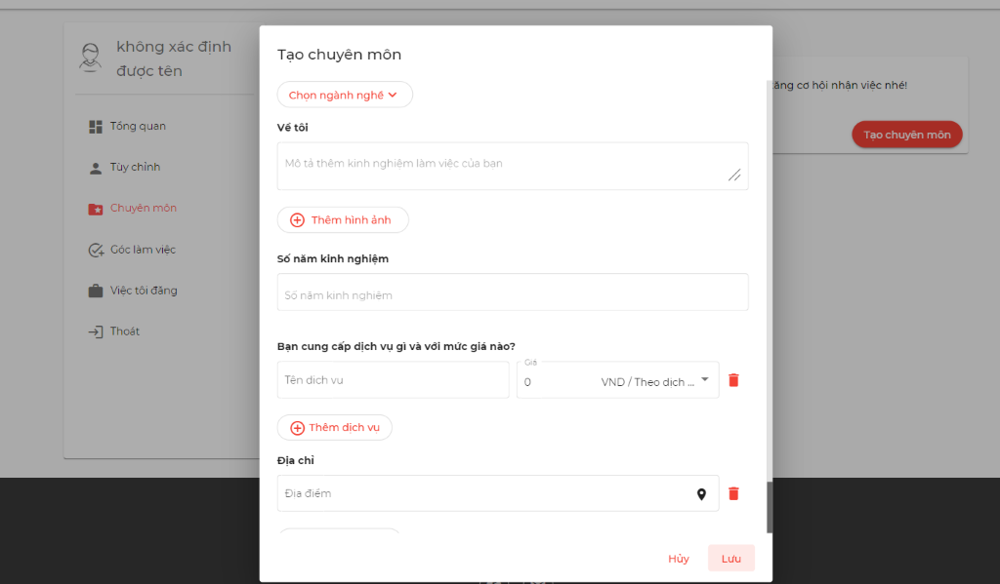 không xác định
được tên
Tổng quan
Tùy chỉnh
Chuyên môn
Góc làm việc
Việc tôi đăng
Thoát
Tạo chuyên môn
Chọn ngành nghề
Về tôi
Mô tả thêm kinh nghiệm làm việc của bạn
Thêm hình ảnh
Số năm kinh nghiệm
Số năm kinh nghiệm
Bạn cung cấp dịch vụ gì và với mức giá nào?
Tên dịch vụ
Giá
0
VND / Theo dịch ...
Thêm dịch vụ
Địa chỉ
Địa điểm
Hủy
Lưu
cơ hội nhận việc nhé!
Tạo chuyên môn